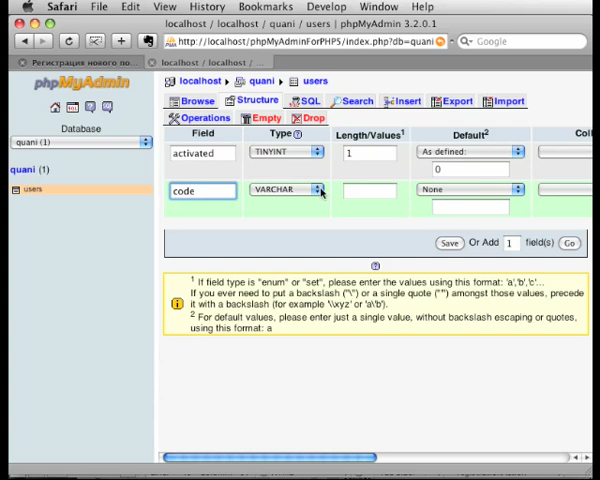 Safari File Edit View History Bookmarks Develop Window Help
localhost / localhost / quani / users | phpMyAdmin 3.2.0.1
http://localhost/phpMyAdminForPHP5/index.php?db=quani
Google
Регистрация нового по...
localhost / localhost / ...
phpMyAdmin
localhost quani users
Browse Structure SQL Search Insert Export Import
Operations Empty Drop
Database
quani (1)
quani (1)
users
Field Type Length/Values1 Default2
activated TINYINT 1 As defined:
0
code VARCHAR None
Save Or Add 1 field(s) Go
1 If field type is "enum" or "set", please enter the values using this format: 'a','b','c'...
If you ever need to put a backslash ("\") or a single quote ("'") amongst those values, precede
it with a backslash (for example '\\xyz' or 'a\'b').
2 For default values, please enter just a single value, without backslash escaping or quotes,
using this format: a